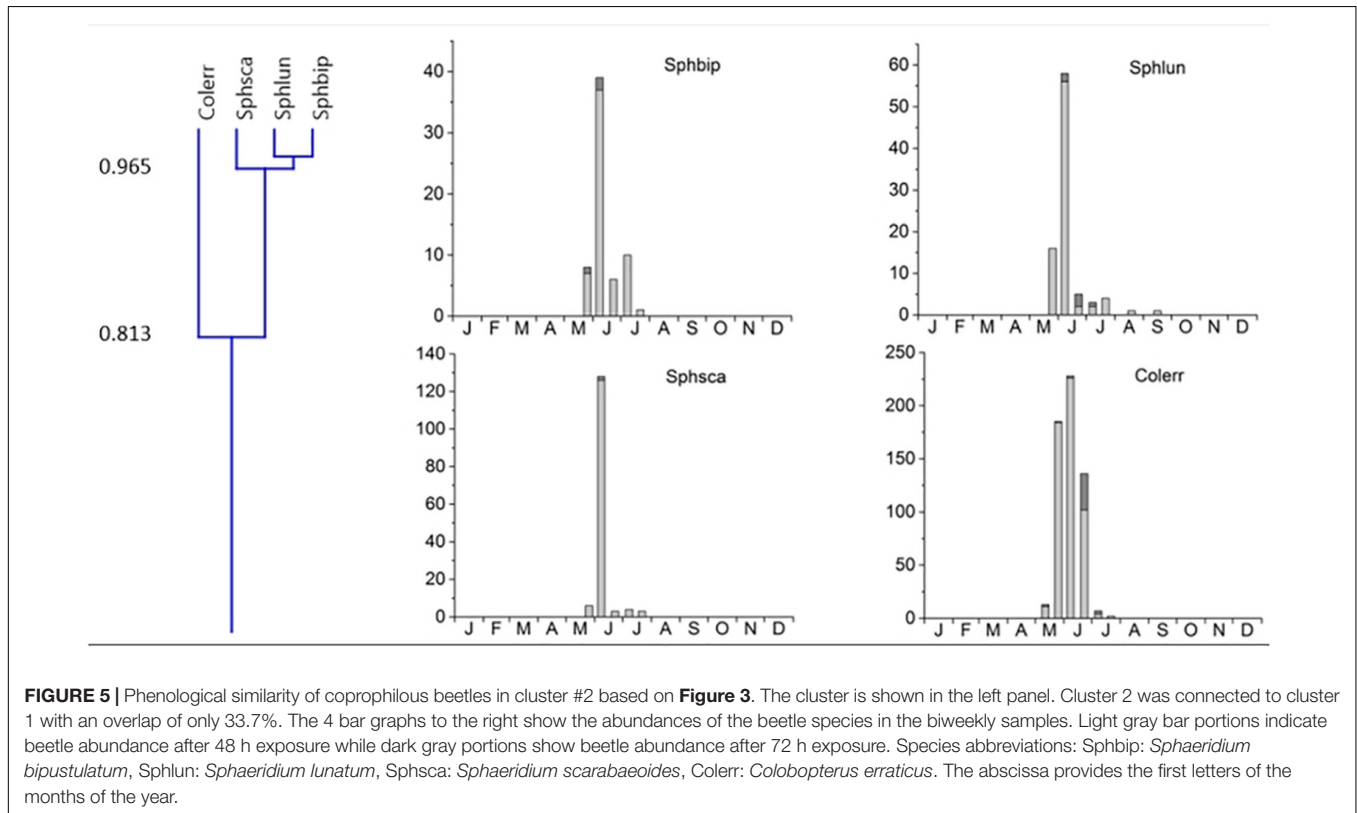 Colerr
Sphsca
Sphlun
Sphbip
0.965
0.813
Sphbip
40
30
20
10
0
J F M A M J J A S O N D
Sphlun
60
50
40
30
20
10
0
J F M A M J J A S O N D
Sphsca
140
120
100
80
60
40
20
0
J F M A M J J A S O N D
Colerr
250
200
150
100
50
0
J F M A M J J A S O N D
FIGURE 5 | Phenological similarity of coprophilous beetles in cluster #2 based on Figure 3. The cluster is shown in the left panel. Cluster 2 was connected to cluster
1 with an overlap of only 33.7%. The 4 bar graphs to the right show the abundances of the beetle species in the biweekly samples. Light gray bar portions indicate
beetle abundance after 48 h exposure while dark gray portions show beetle abundance after 72 h exposure. Species abbreviations: Sphbip: Sphaeridium
bipustulatum, Sphlun: Sphaeridium lunatum, Sphsca: Sphaeridium scarabaeoides, Colerr: Colobopterus erraticus. The abscissa provides the first letters of the
months of the year.